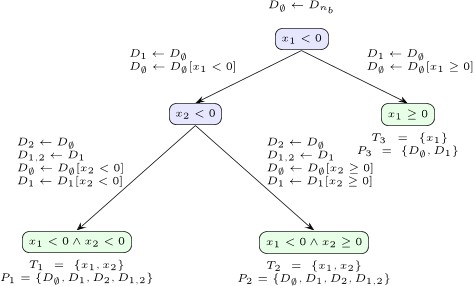 D_∅ ← D_{n_b}
x_1 < 0
D_1 ← D_∅
D_∅ ← D_∅[x_1 < 0]
D_1 ← D_∅
D_∅ ← D_∅[x_1 ≥ 0]
x_2 < 0
x_1 ≥ 0
T_3 = {x_1}
P_3 = {D_∅, D_1}
D_2 ← D_∅
D_{1,2} ← D_1
D_∅ ← D_∅[x_2 < 0]
D_1 ← D_1[x_2 < 0]
D_2 ← D_∅
D_{1,2} ← D_1
D_∅ ← D_∅[x_2 ≥ 0]
D_1 ← D_1[x_2 ≥ 0]
x_1 < 0 ∧ x_2 < 0
x_1 < 0 ∧ x_2 ≥ 0
T_1 = {x_1, x_2}
P_1 = {D_∅, D_1, D_2, D_{1,2}}
T_2 = {x_1, x_2}
P_2 = {D_∅, D_1, D_2, D_{1,2}}